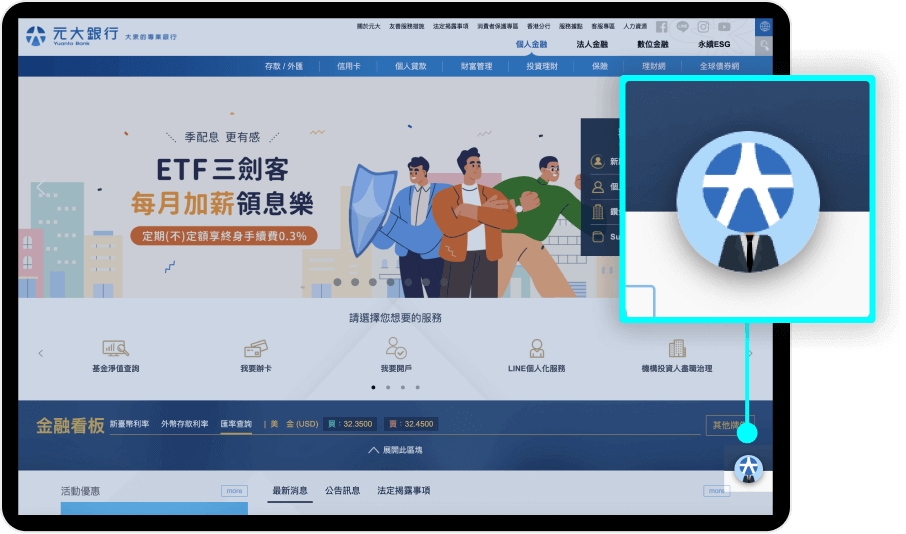 元大銀行
Yuanta Bank
大家的專業銀行
關於元大 友善服務措施 法定揭露事項 消費者保護專區 香港分行 服務據點 客服專區 人力資源
個人金融 法人金融 數位金融 永續ESG
存款 / 外匯 信用卡 個人貸款 財富管理 投資理財 保險 理財網 全球債券網
季配息 更有感
ETF三劍客
每月加薪領息樂
定期(不)定額享終身手續費0.3%
個
Su
請選擇您想要的服務
基金淨值查詢 我要辦卡 我要開戶 LINE個人化服務 機構投資人盡職治理
金融看板 新臺幣利率 外幣存款利率 匯率查詢 | 美 金 (USD) 買：32.3500 賣：32.4500 其他牌
展開此區塊
活動優惠 more 最新消息 公告訊息 法定揭露事項 more